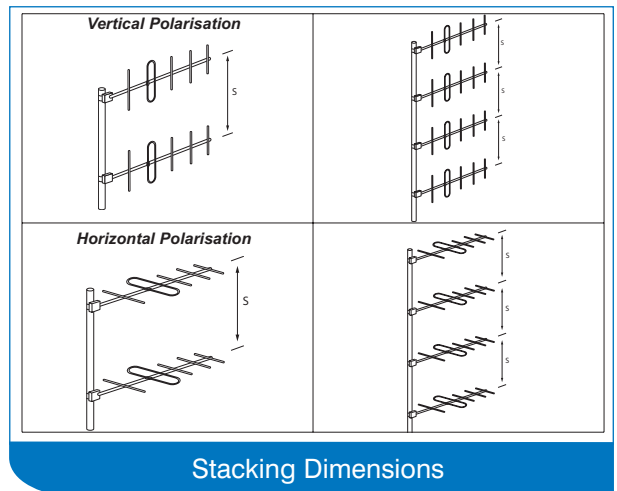 Vertical Polarisation
S
S
S
S
Horizontal Polarisation
S
S
S
S
Stacking Dimensions